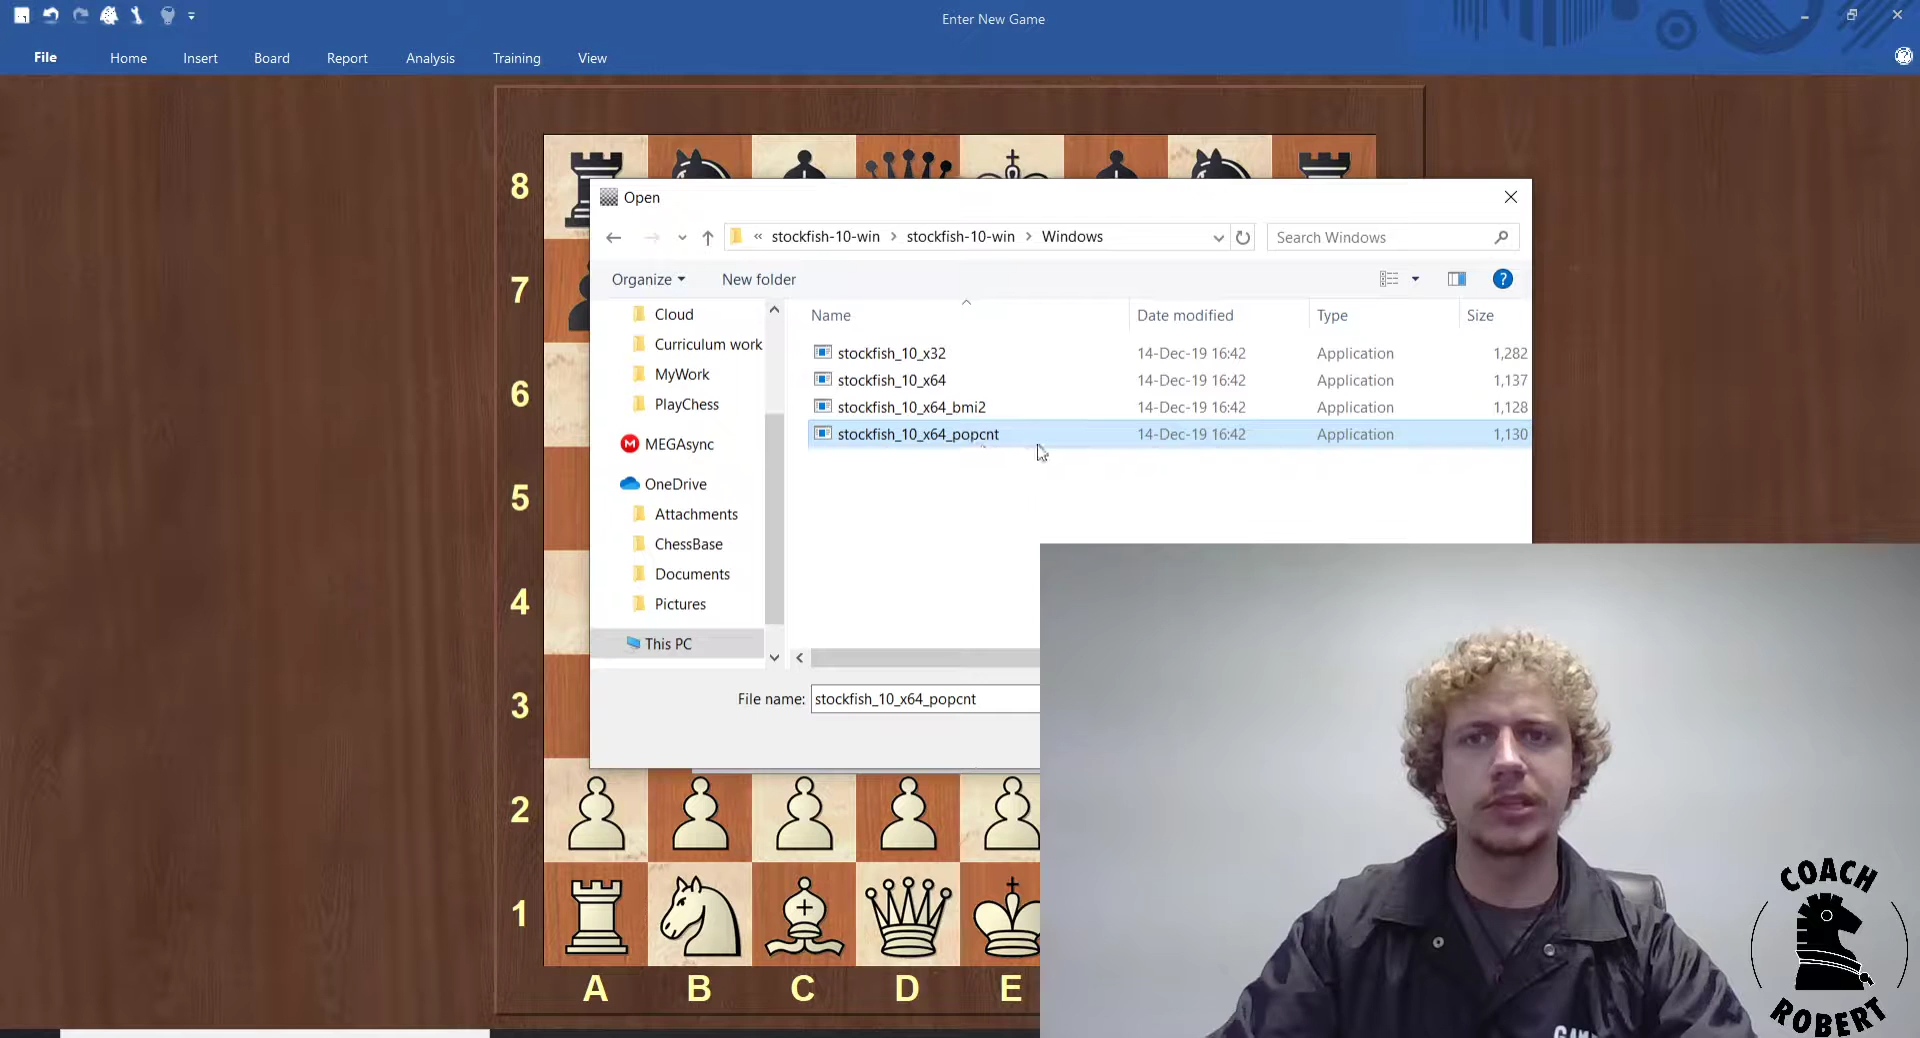 Enter New Game
File Home Insert Board Report Analysis Training View
8
Open
« stockfish-10-win > stockfish-10-win > Windows
Search Windows
7
Organize New folder
Cloud
Name Date modified Type Size
Curriculum work
stockfish_10_x32 14-Dec-19 16:42 Application 1,282
6
MyWork
stockfish_10_x64 14-Dec-19 16:42 Application 1,137
PlayChess
stockfish_10_x64_bmi2 14-Dec-19 16:42 Application 1,128
MEGAsync
stockfish_10_x64_popcnt 14-Dec-19 16:42 Application 1,130
5
OneDrive
Attachments
ChessBase
Documents
4
Pictures
This PC
3
File name: stockfish_10_x64_popcnt
2
1
A B C D E
COACH
ROBERT